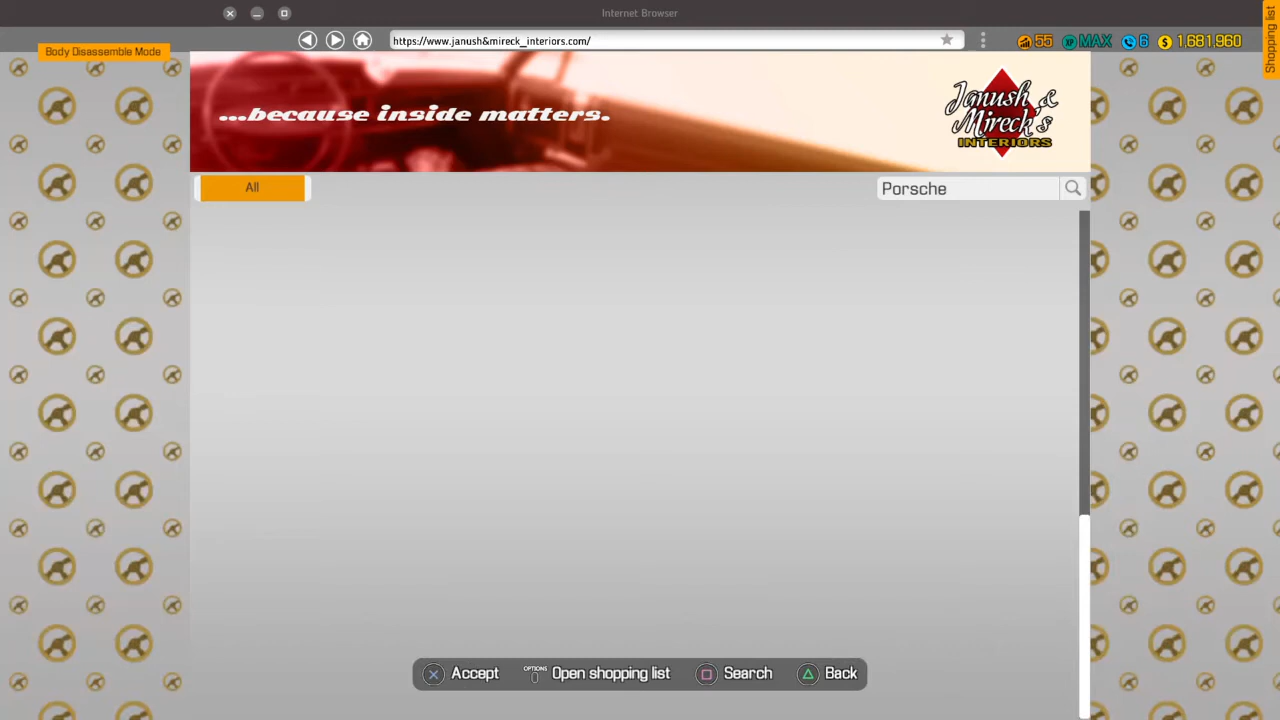 Internet Browser
Shopping list
Body Disassemble Mode
https://www.janush&mireck_interiors.com/
55 XP MAX 6 $ 1,681,960
...because inside matters.
Janush &
Mireck's
INTERIORS
All
Porsche
Accept OPTIONS Open shopping list Search Back